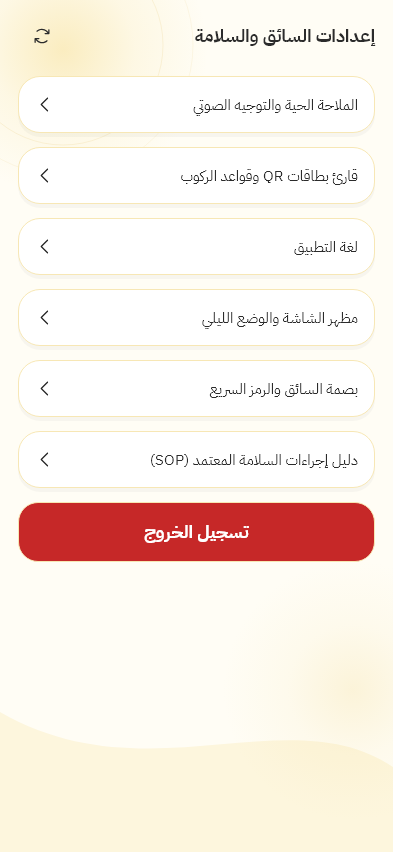 إعدادات السائق والسلامة
الملاحة الحية والتوجيه الصوتي
قارئ بطاقات QR وقواعد الركوب
لغة التطبيق
مظهر الشاشة والوضع الليلي
بصمة السائق والرمز السريع
دليل إجراءات السلامة المعتمد (SOP)
تسجيل الخروج